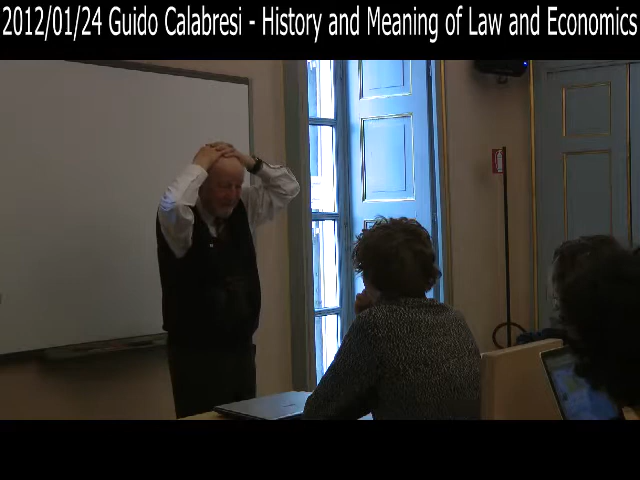 2012/01/24 Guido Calabresi - History and Meaning of Law and Economics